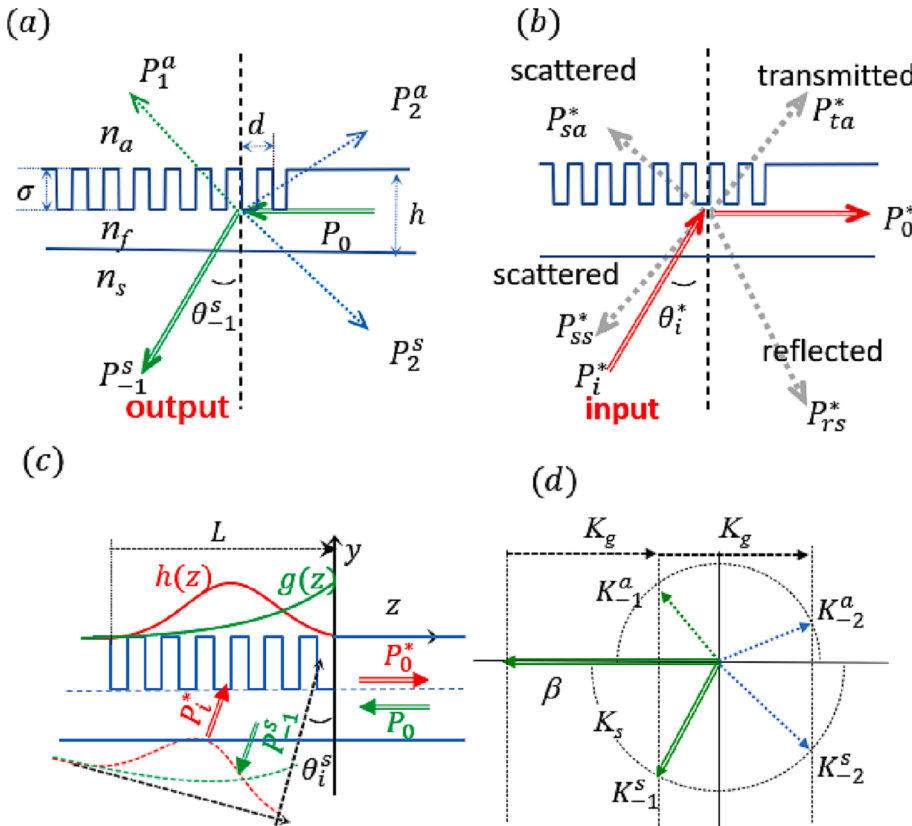 (a)
P_1^a
P_2^a
n_a
d
σ
h
n_f
P_0
n_s
θ_{-1}^s
P_{-1}^s
P_2^s
output
(b)
scattered
transmitted
P_{sa}^*
P_{ta}^*
P_0^*
scattered
θ_i^*
P_{ss}^*
P_i^*
reflected
input
P_{rs}^*
(c)
L
y
h(z)
g(z)
z
P_0^*
P_i^*
P_{-1}^s
P_0
θ_i^s
(d)
K_g
K_g
K_{-1}^a
K_{-2}^a
β
K_s
K_{-1}^s
K_{-2}^s